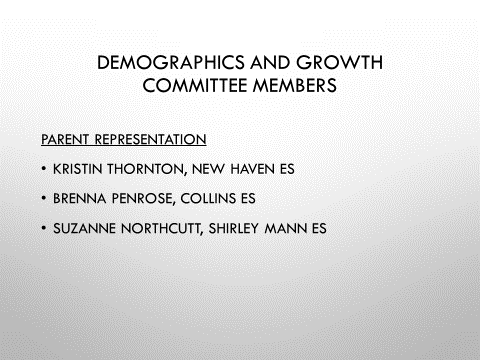 DEMOGRAPHICS AND GROWTH
COMMITTEE MEMBERS
PARENT REPRESENTATION
• KRISTIN THORNTON, NEW HAVEN ES
• BRENNA PENROSE, COLLINS ES
• SUZANNE NORTHCUTT, SHIRLEY MANN ES